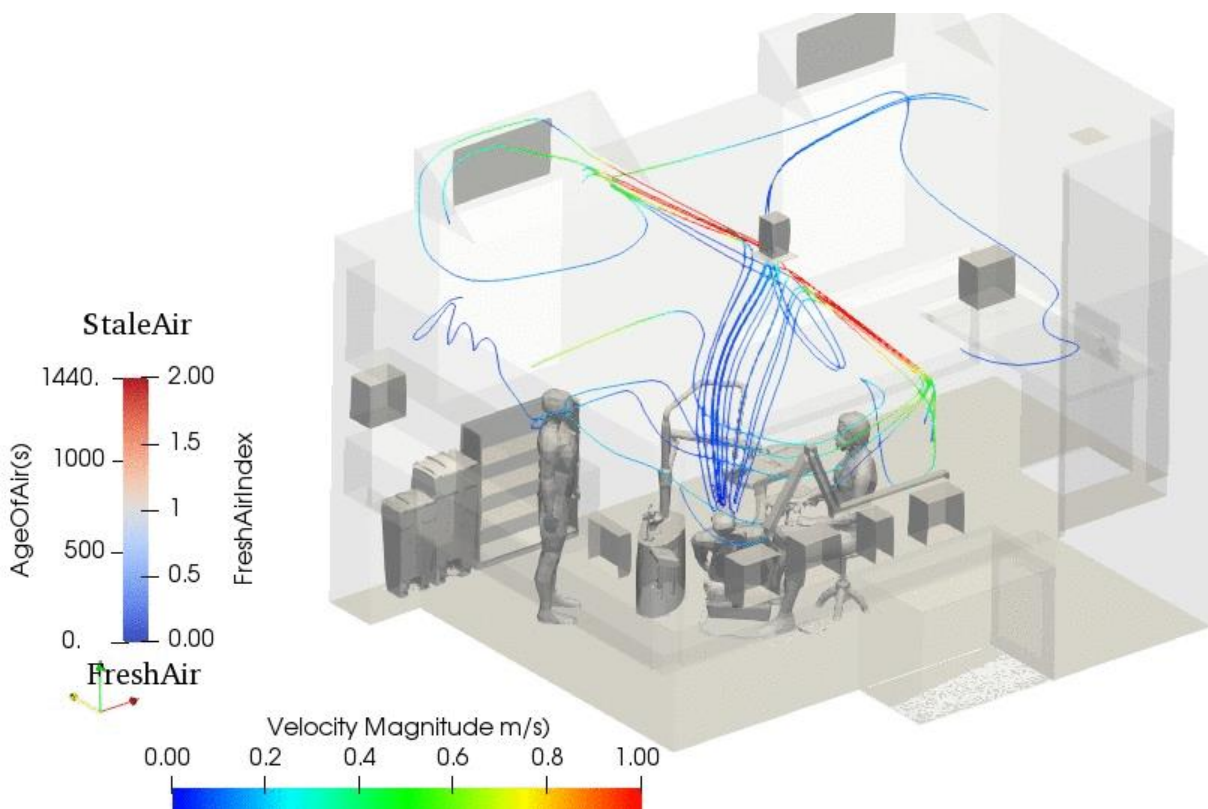 StaleAir
1440. 2.00
1.5
1000
1
500
0.5
0. 0.00
AgeOfAir(s)
FreshAirIndex
FreshAir
Velocity Magnitude m/s)
0.00 0.2 0.4 0.6 0.8 1.00